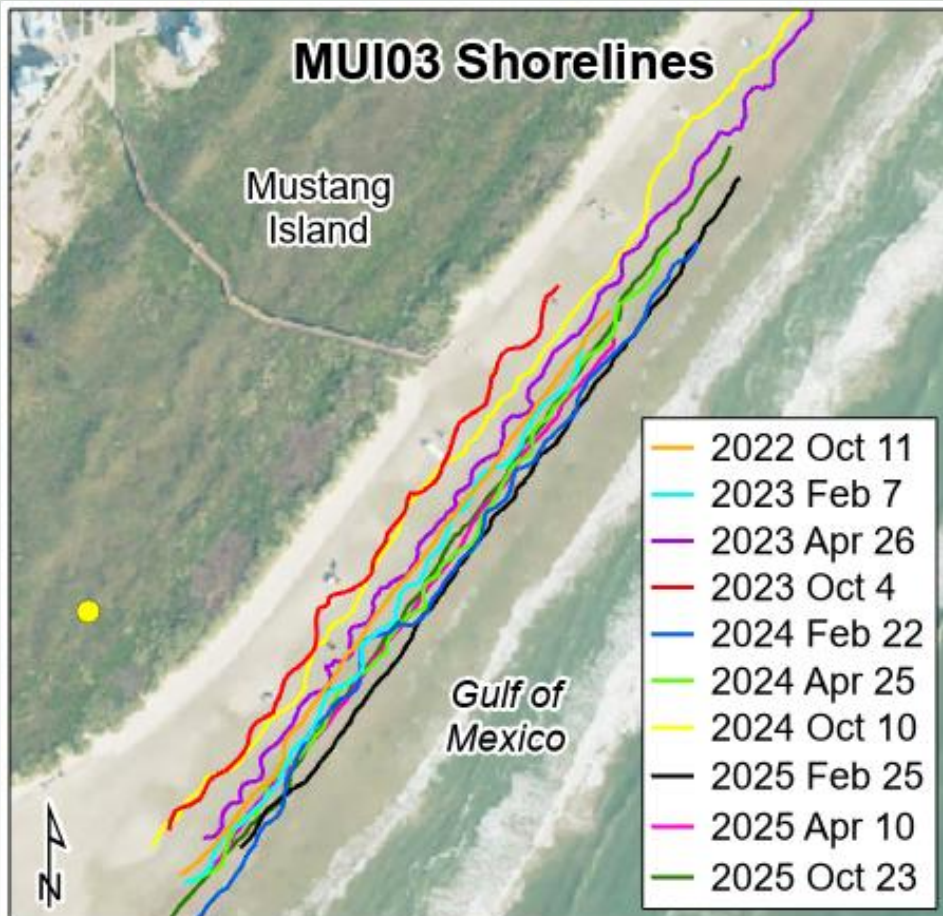 MUI03 Shorelines
Mustang
Island
Gulf of
Mexico
2022 Oct 11
2023 Feb 7
2023 Apr 26
2023 Oct 4
2024 Feb 22
2024 Apr 25
2024 Oct 10
2025 Feb 25
2025 Apr 10
2025 Oct 23
N